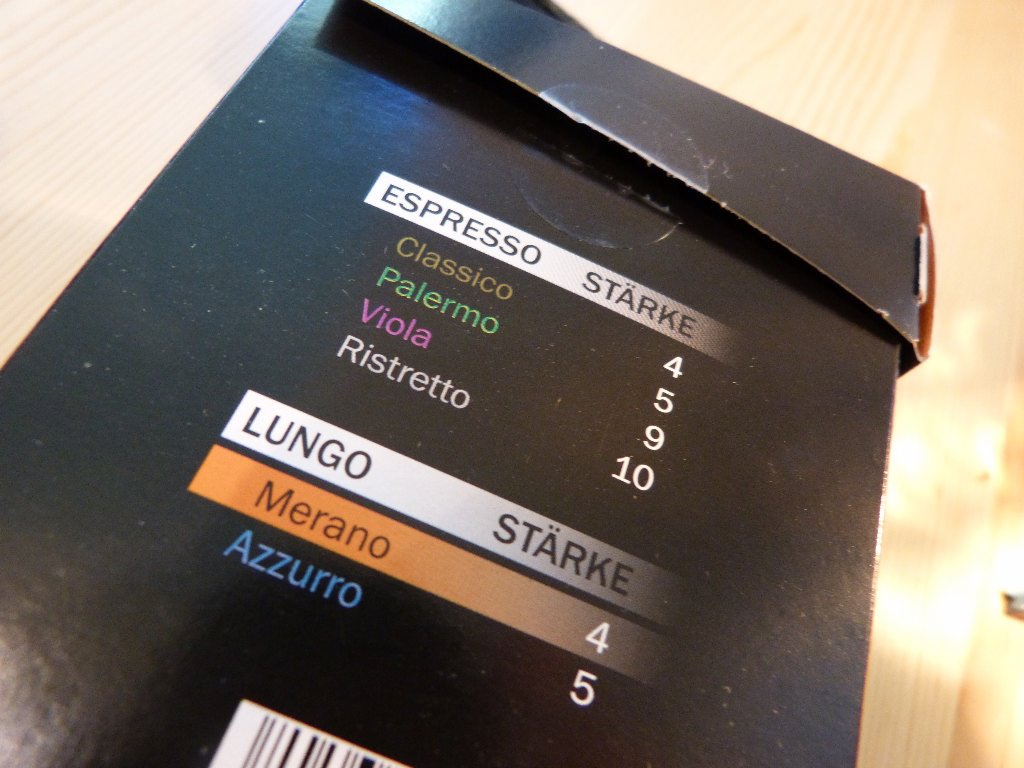 ESPRESSO STÄRKE
Classico 4
Palermo 5
Viola 9
Ristretto 10
LUNGO STÄRKE
Merano 4
Azzurro 5